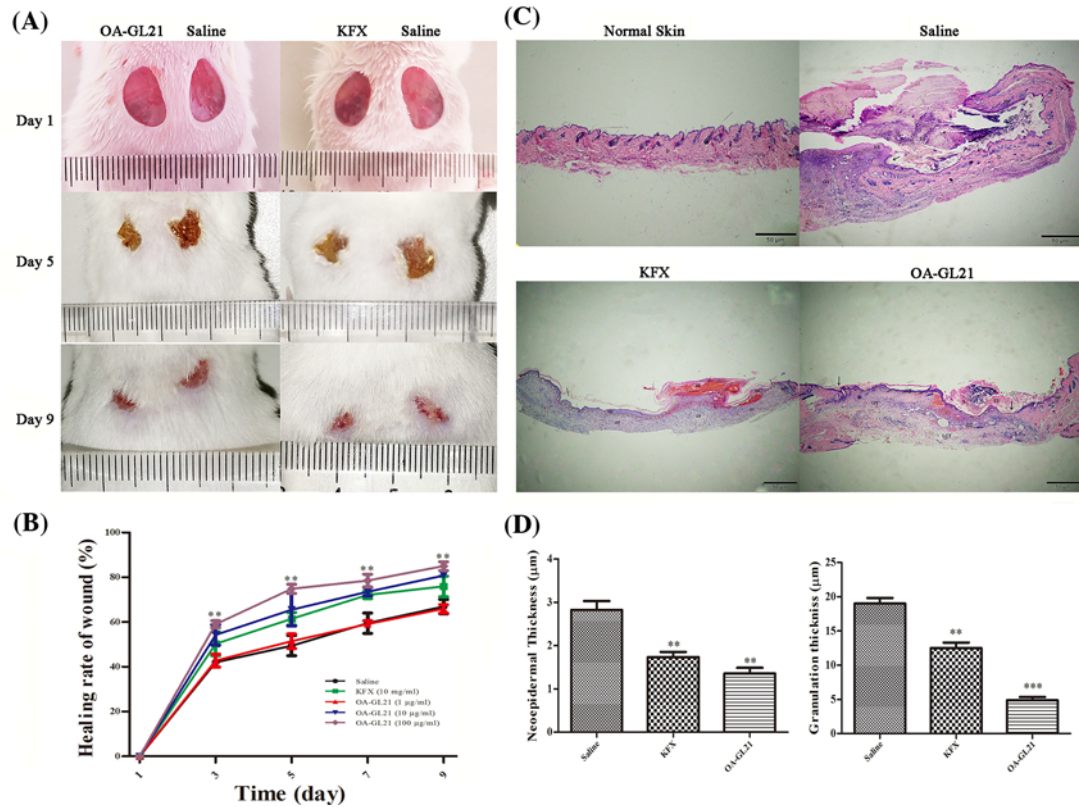 (A)
OA-GL21 Saline KFX Saline
Day 1
Day 5
Day 9
4 5 6
(C)
Normal Skin Saline
50 μm
KFX OA-GL21
(B)
Healing rate of wound (%)
100
80
60
40
20
0
** ** ** **
Saline
KFX (10 mg/ml)
OA-GL21 (1 μg/ml)
OA-GL21 (10 μg/ml)
OA-GL21 (100 μg/ml)
1 3 5 7 9
Time (day)
(D)
Neoepidermal Thickness (μm)
4
3
2
1
0
** **
Saline KFX OA-GL21
Granulation thickniss (μm)
25
20
15
10
5
0
** ***
Saline KFX OA-GL21